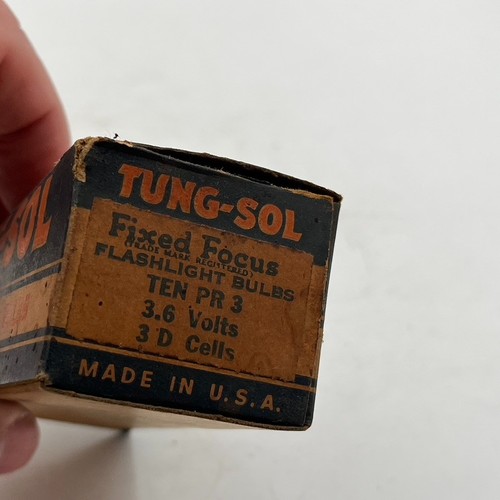 TUNG-SOL
Fixed Focus
(TRADE MARK REGISTERED)
FLASHLIGHT BULBS
TEN PR 3
3.6 Volts
3 D Cells
MADE IN U.S.A.
-SOL